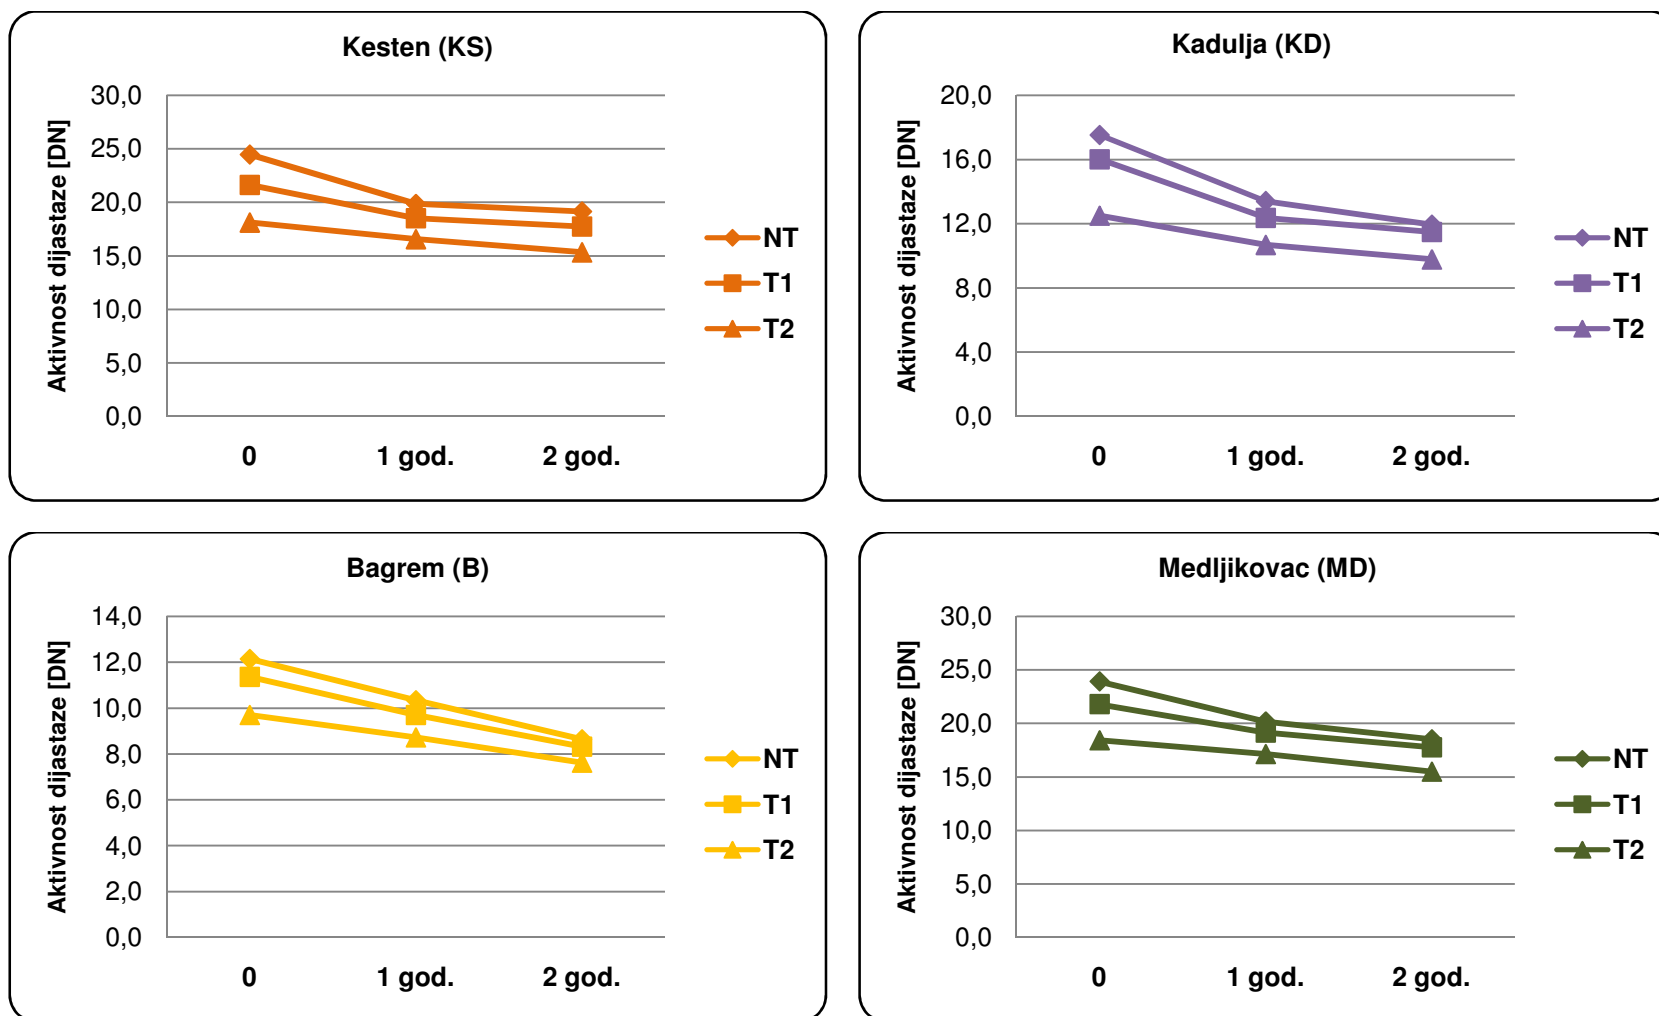 Kesten (KS)
Aktivnost dijastaze [DN]
30,0
25,0
20,0
15,0
10,0
5,0
0,0
0
1 god.
2 god.
NT
T1
T2
Kadulja (KD)
Aktivnost dijastaze [DN]
20,0
16,0
12,0
8,0
4,0
0,0
0
1 god.
2 god.
NT
T1
T2
Bagrem (B)
Aktivnost dijastaze [DN]
14,0
12,0
10,0
8,0
6,0
4,0
2,0
0,0
0
1 god.
2 god.
NT
T1
T2
Medljikovac (MD)
Aktivnost dijastaze [DN]
30,0
25,0
20,0
15,0
10,0
5,0
0,0
0
1 god.
2 god.
NT
T1
T2